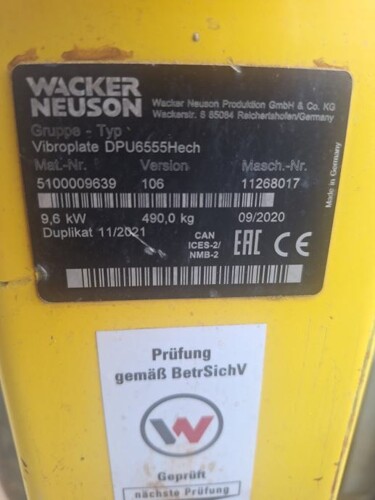 WACKER
NEUSON
Wacker Neuson Produktion GmbH & Co. KG
Wackerstr. 6 85084 Reichertshofen/Germany
Gruppe - Typ
Vibroplate DPU6555Hech
Mat.-Nr. Version Masch.-Nr.
5100009639 106 11268017
9,6 kW 490,0 kg 09/2020
Duplikat 11/2021
CAN
ICES-2/
NMB-2
EAC CE
Made in Germany
Prüfung
gemäß BetrSichV
Geprüft
nächste Prüfung